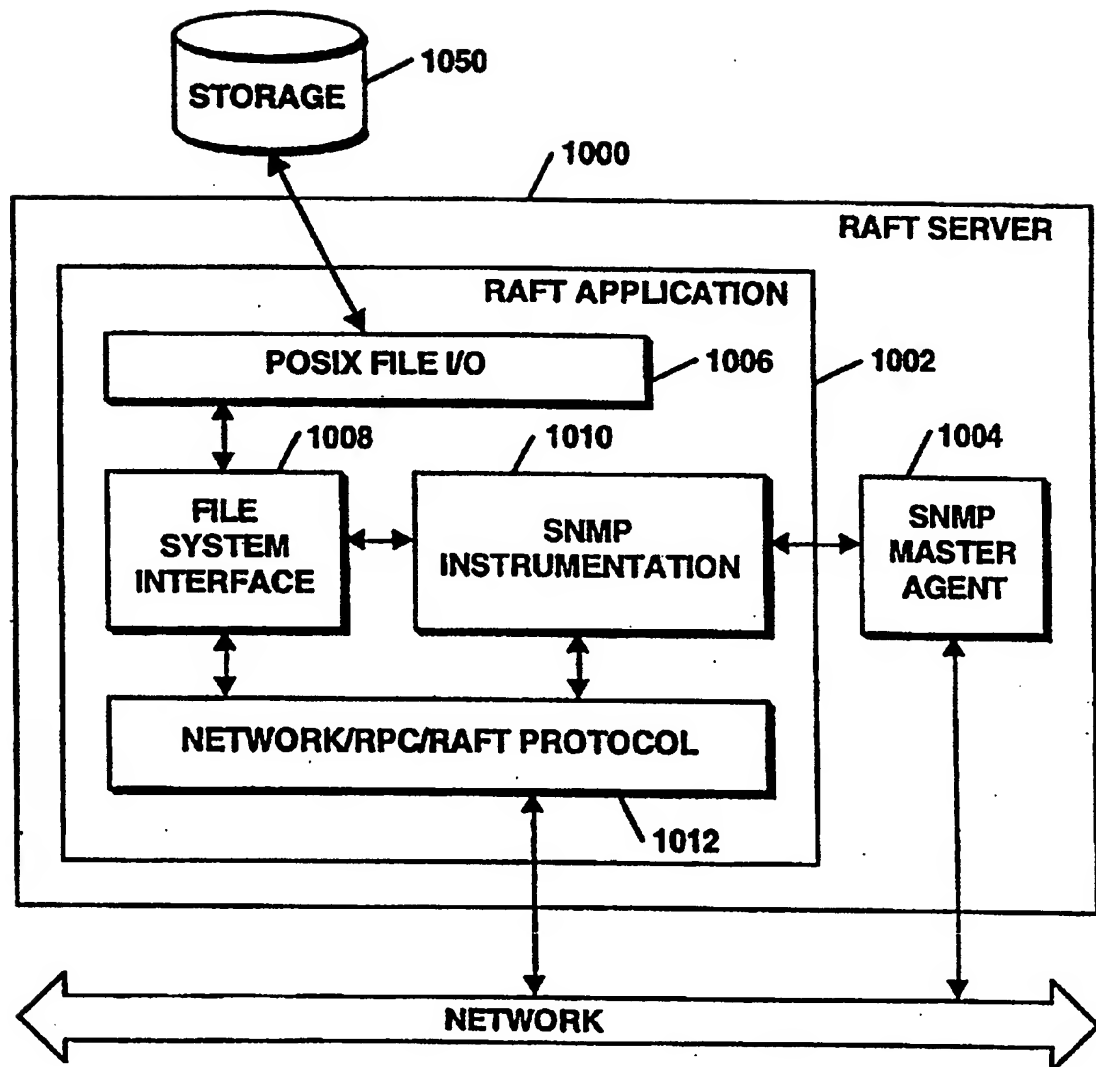 STORAGE
1050
1000
RAFT SERVER
RAFT APPLICATION
POSIX FILE I/O
1006
1002
1008
1010
1004
FILE
SYSTEM
INTERFACE
SNMP
INSTRUMENTATION
SNMP
MASTER
AGENT
NETWORK/RPC/RAFT PROTOCOL
1012
NETWORK